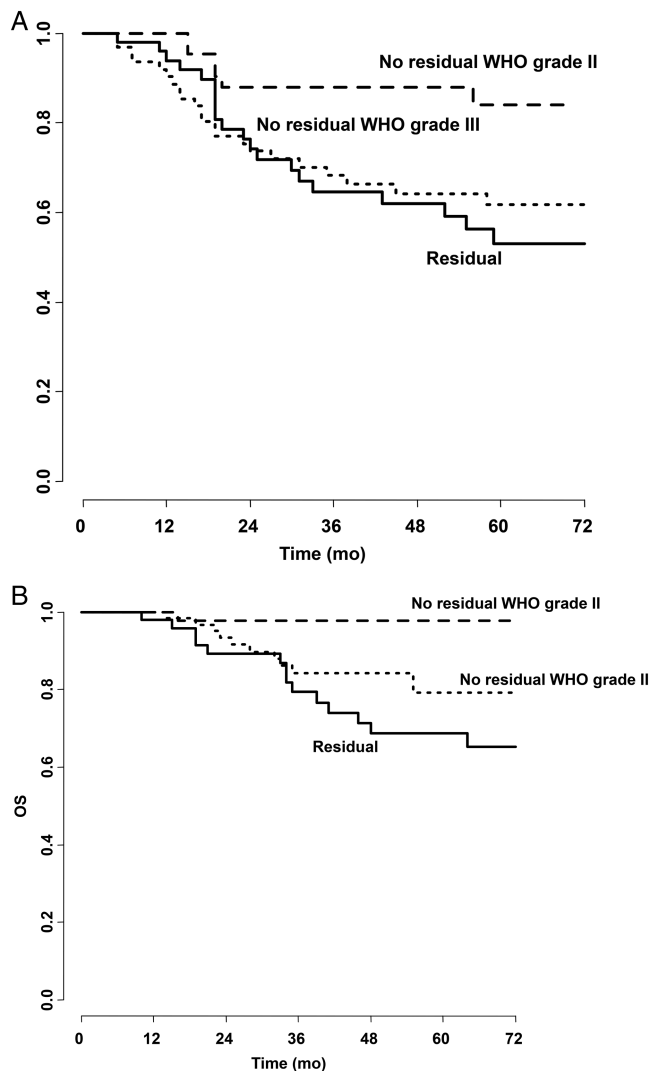 A
1.0
No residual WHO grade II
0.8
No residual WHO grade III
0.6
Residual
0.4
0.2
0.0
0 12 24 36 48 60 72
Time (mo)
B
1.0
No residual WHO grade II
0.8
No residual WHO grade II
Residual
0.6
OS
0.4
0.2
0.0
0 12 24 36 48 60 72
Time (mo)